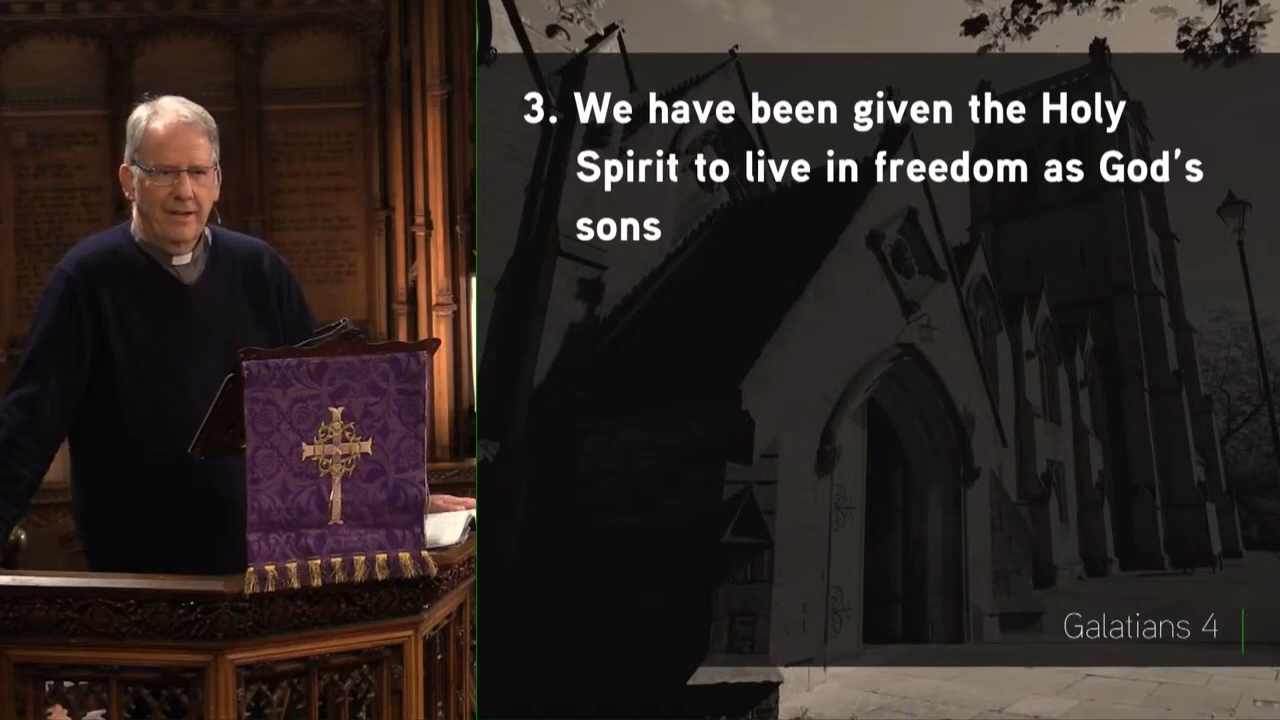 3. We have been given the Holy
Spirit to live in freedom as God's
sons
Galatians 4